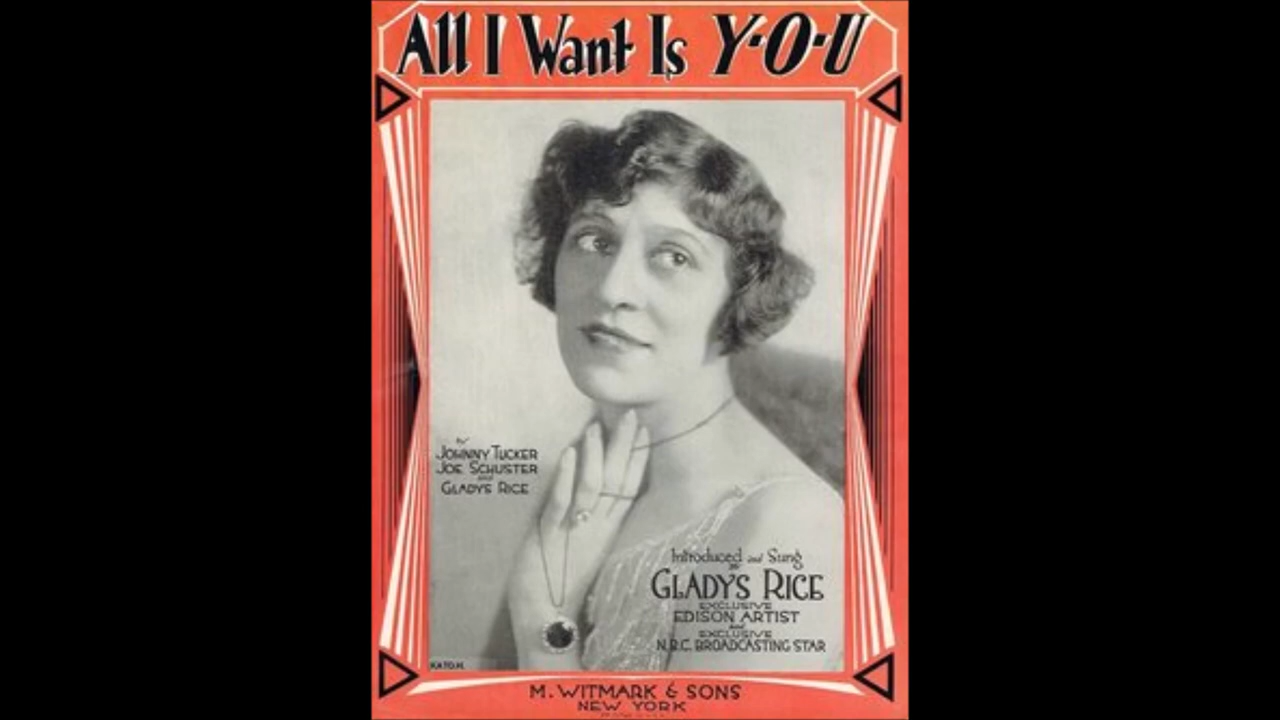 All I Want Is Y-O-U
by
JOHNNY TUCKER
JOE SCHUSTER
and
GLADYS RICE
Introduced and Sung
by
GLADYS RICE
EXCLUSIVE
EDISON ARTIST
and
EXCLUSIVE
N.B.C. BROADCASTING STAR
M. WITMARK & SONS
NEW YORK